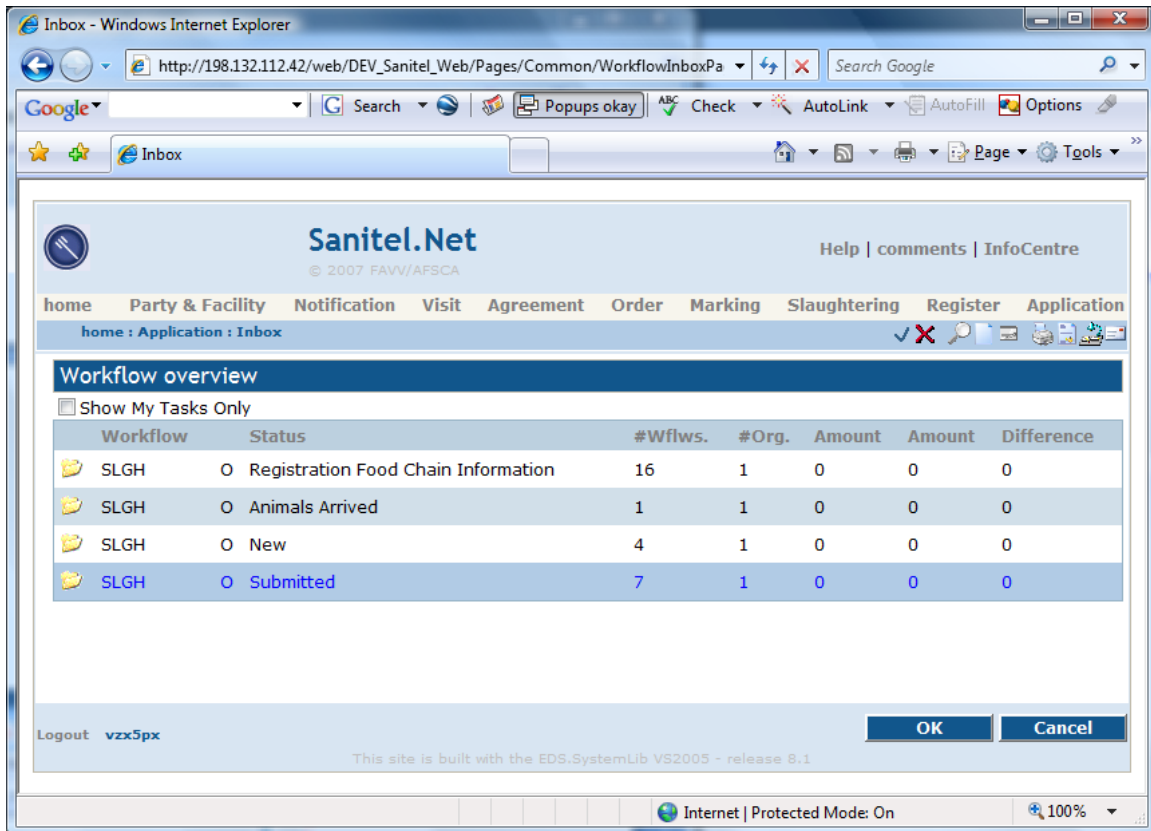 Inbox - Windows Internet Explorer
http://198.132.112.42/web/DEV_Sanitel_Web/Pages/Common/WorkflowInboxPa
Search Google
Google
G Search
Popups okay
ABC Check
AutoLink
AutoFill
Options
Inbox
Page
Tools
Sanitel.Net
© 2007 FAVV/AFSCA
Help | comments | InfoCentre
home Party & Facility Notification Visit Agreement Order Marking Slaughtering Register Application
home : Application : Inbox
Workflow overview
Show My Tasks Only
Workflow Status #Wflws. #Org. Amount Amount Difference
SLGH O Registration Food Chain Information 16 1 0 0 0
SLGH O Animals Arrived 1 1 0 0 0
SLGH O New 4 1 0 0 0
SLGH O Submitted 7 1 0 0 0
OK Cancel
Logout vzx5px
This site is built with the EDS.SystemLib VS2005 - release 8.1
Internet | Protected Mode: On
100%